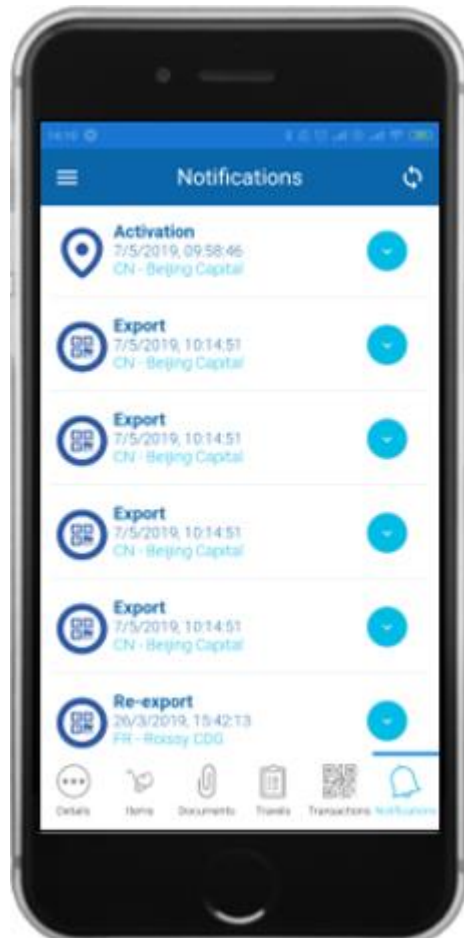 14:10
Notifications
Activation
7/5/2019, 09:58:46
CN - Beijing Capital
Export
7/5/2019, 10:14:51
CN - Beijing Capital
Export
7/5/2019, 10:14:51
CN - Beijing Capital
Export
7/5/2019, 10:14:51
CN - Beijing Capital
Export
7/5/2019, 10:14:51
CN - Beijing Capital
Re-export
26/3/2019, 15:42:13
FR - Roissy CDG
Details Items Documents Travels Transactions Notifications